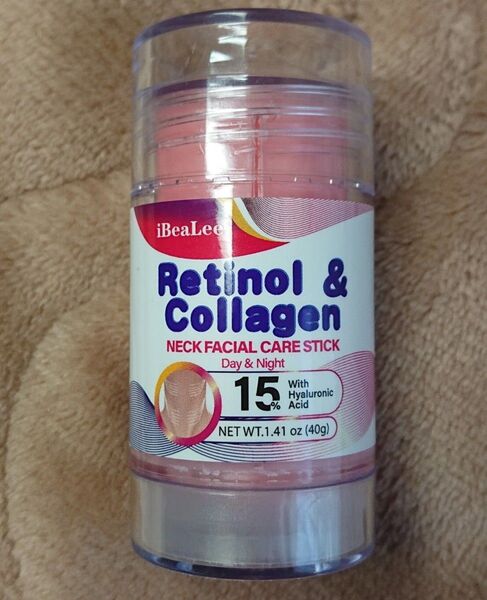 iBeaLee
Retinol &
Collagen
NECK FACIAL CARE STICK
Day & Night
15%
With
Hyaluronic
Acid
NET WT.1.41 oz (40g)